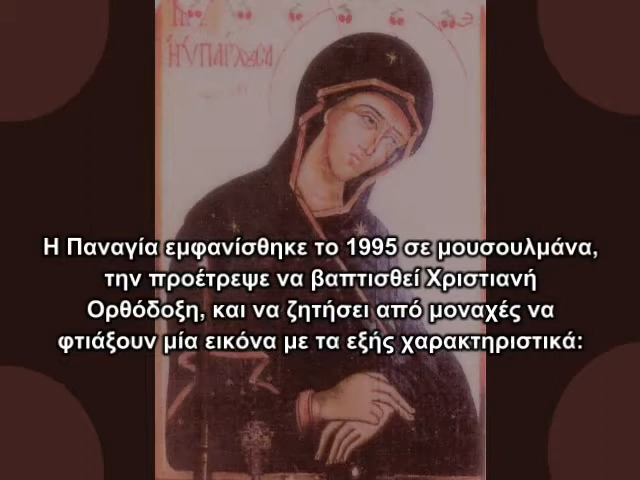 Η ΥΠΑΡΧΟΥΣΑ
Η Παναγία εμφανίσθηκε το 1995 σε μουσουλμάνα,
την προέτρεψε να βαπτισθεί Χριστιανή
Ορθόδοξη, και να ζητήσει από μοναχές να
φτιάξουν μία εικόνα με τα εξής χαρακτηριστικά: